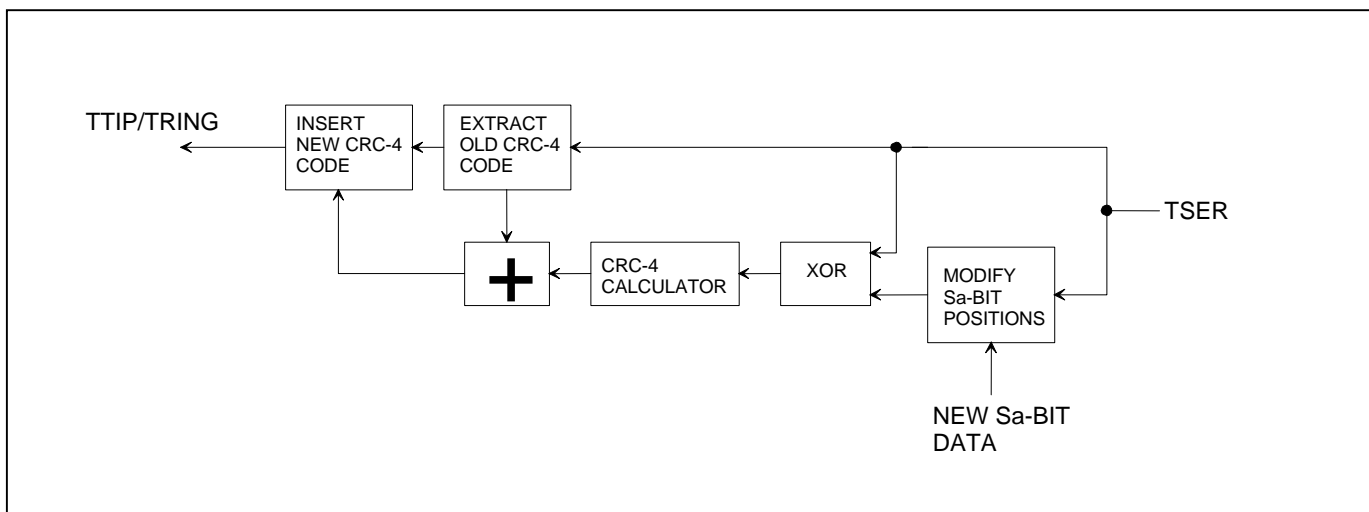 TTIP/TRING
INSERT
NEW CRC-4
CODE
EXTRACT
OLD CRC-4
CODE
TSER
+
CRC-4
CALCULATOR
XOR
MODIFY
Sa-BIT
POSITIONS
NEW Sa-BIT
DATA